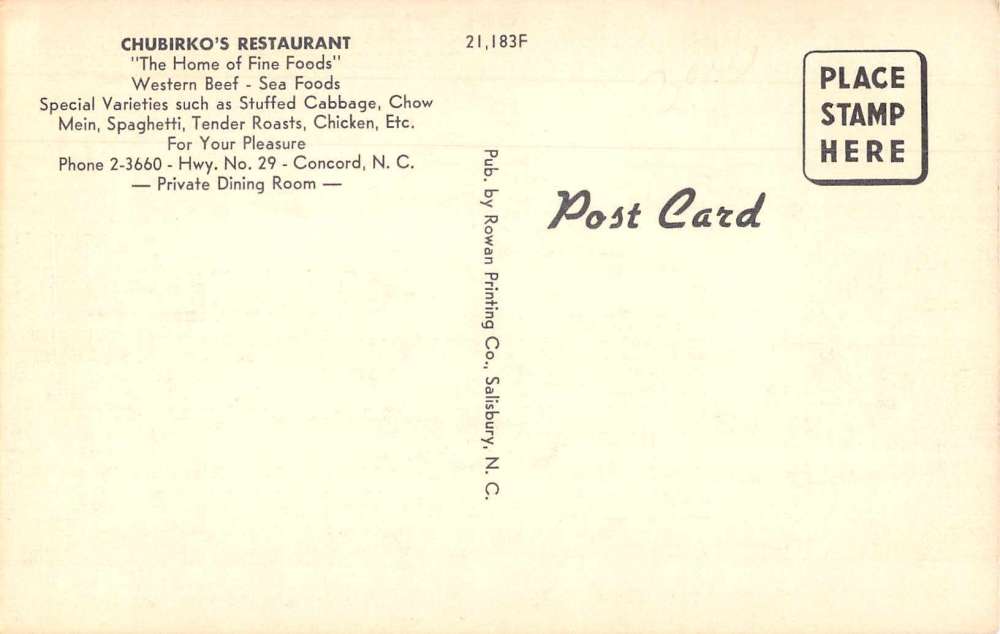 CHUBIRKO'S RESTAURANT
"The Home of Fine Foods"
Western Beef - Sea Foods
Special Varieties such as Stuffed Cabbage, Chow
Mein, Spaghetti, Tender Roasts, Chicken, Etc.
For Your Pleasure
Phone 2-3660 - Hwy. No. 29 - Concord, N. C.
— Private Dining Room —
21,183F
Pub. by Rowan Printing Co., Salisbury, N. C.
Post Card
PLACE
STAMP
HERE